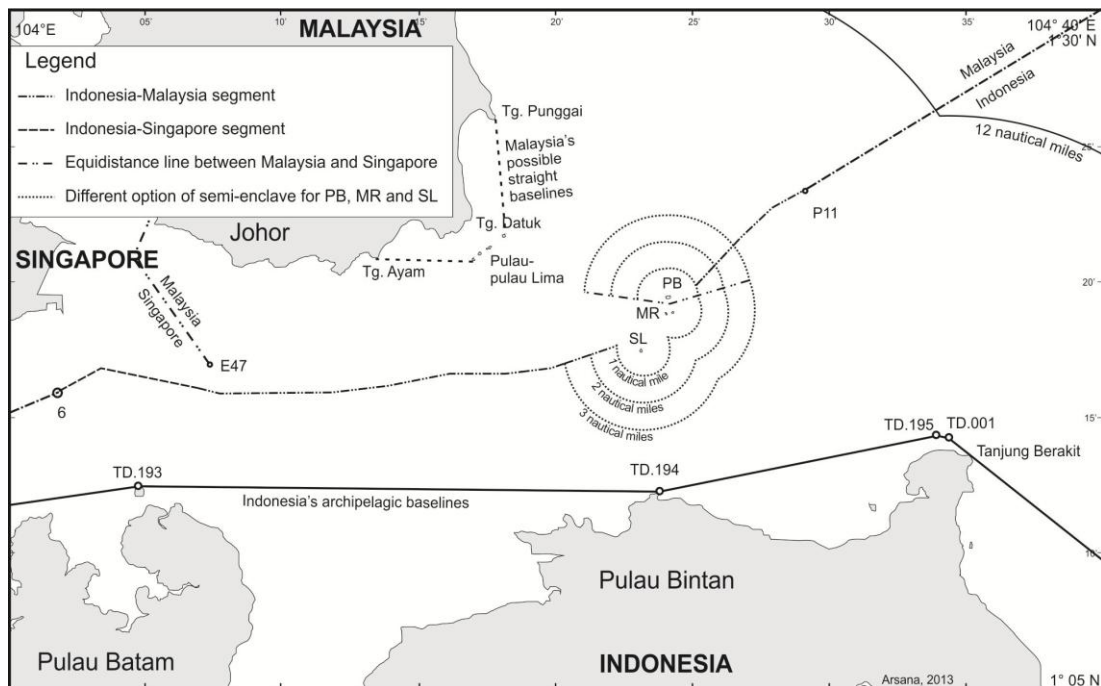 104°E
05'
10'
15'
20'
25'
30'
35'
104° 40' E
1° 30' N
MALAYSIA
Legend
Indonesia-Malaysia segment
Indonesia-Singapore segment
Equidistance line between Malaysia and Singapore
Different option of semi-enclave for PB, MR and SL
Tg. Punggai
Malaysia's
possible
straight
baselines
Malaysia
Indonesia
12 nautical miles
25'
P11
Tg. Datuk
Johor
SINGAPORE
Tg. Ayam
Pulau-
pulau Lima
Malaysia
Singapore
20'
PB
MR
SL
E47
1 nautical mile
2 nautical miles
3 nautical miles
6
15'
TD.193
TD.194
TD.195
TD.001
Tanjung Berakit
Indonesia's archipelagic baselines
10'
Pulau Bintan
Pulau Batam
INDONESIA
Arsana, 2013
1° 05 N